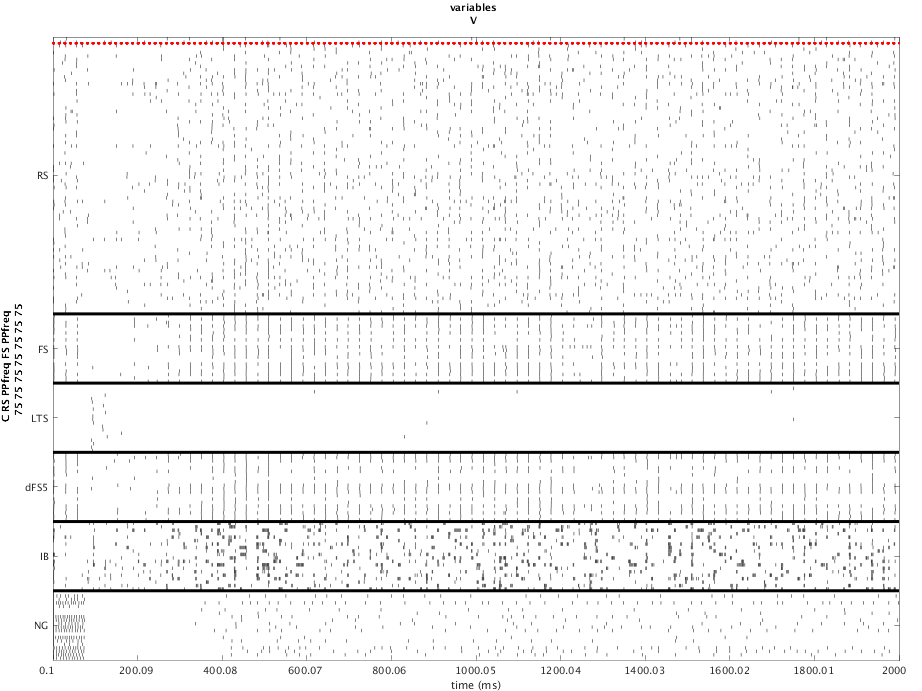 variables
V
RS
FS
LTS
dFS5
IB
NG
C RS PPfreq FS PPfreq
75 75 75 75 75 75 75 75
0.1 200.09 400.08 600.07 800.06 1000.05 1200.04 1400.03 1600.02 1800.01 2000
time (ms)